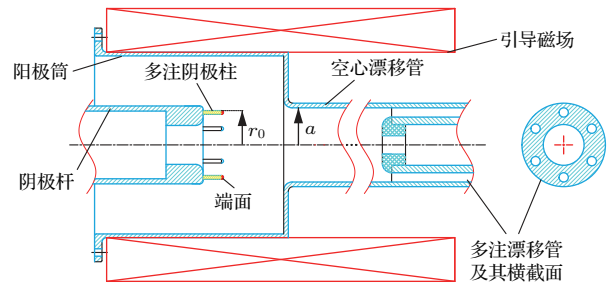 引导磁场
阳极筒
多注阴极柱
空心漂移管
r₀
a
阴极杆
端面
多注漂移管
及其横截面